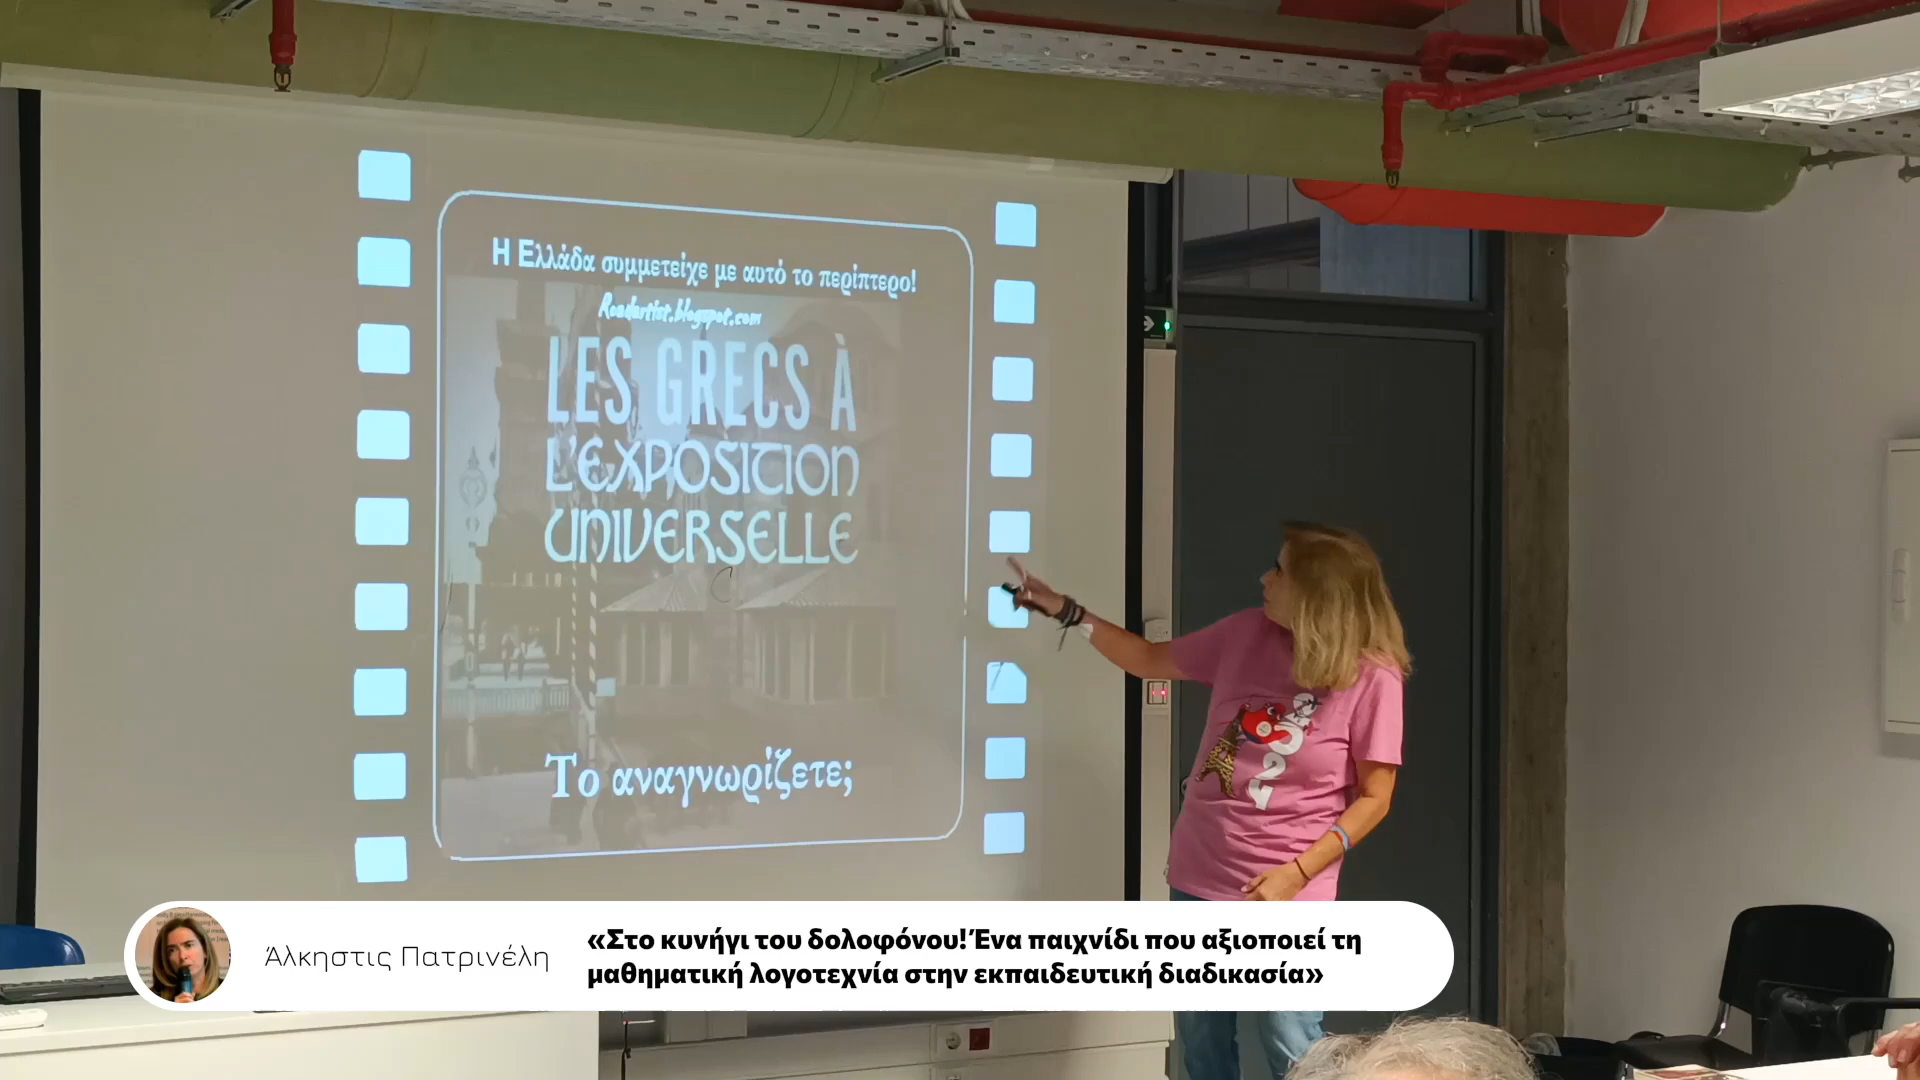 Η Ελλάδα συμμετείχε με αυτό το περίπτερο!
Roadartist.blogspot.com
LES GRECS À
L'EXPOSITION
UNIVERSELLE
Το αναγνωρίζετε;
2024
Άλκηστις Πατρινέλη
«Στο κυνήγι του δολοφόνου! Ένα παιχνίδι που αξιοποιεί τη
μαθηματική λογοτεχνία στην εκπαιδευτική διαδικασία»